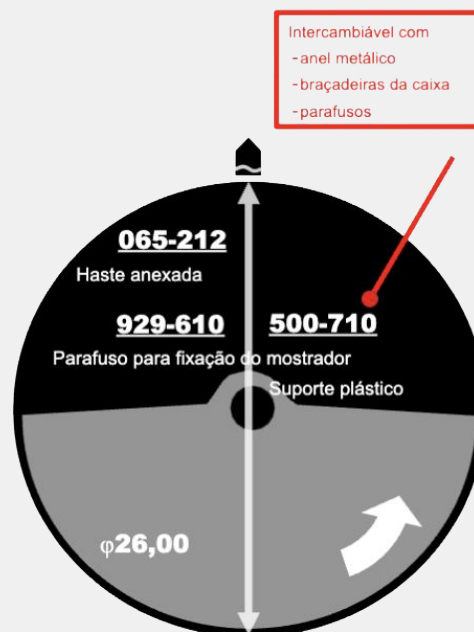 Intercambiável com
-anel metálico
-braçadeiras da caixa
-parafusos
065-212
Haste anexada
929-610
Parafuso para fixação do mostrador
500-710
Suporte plástico
φ26,00